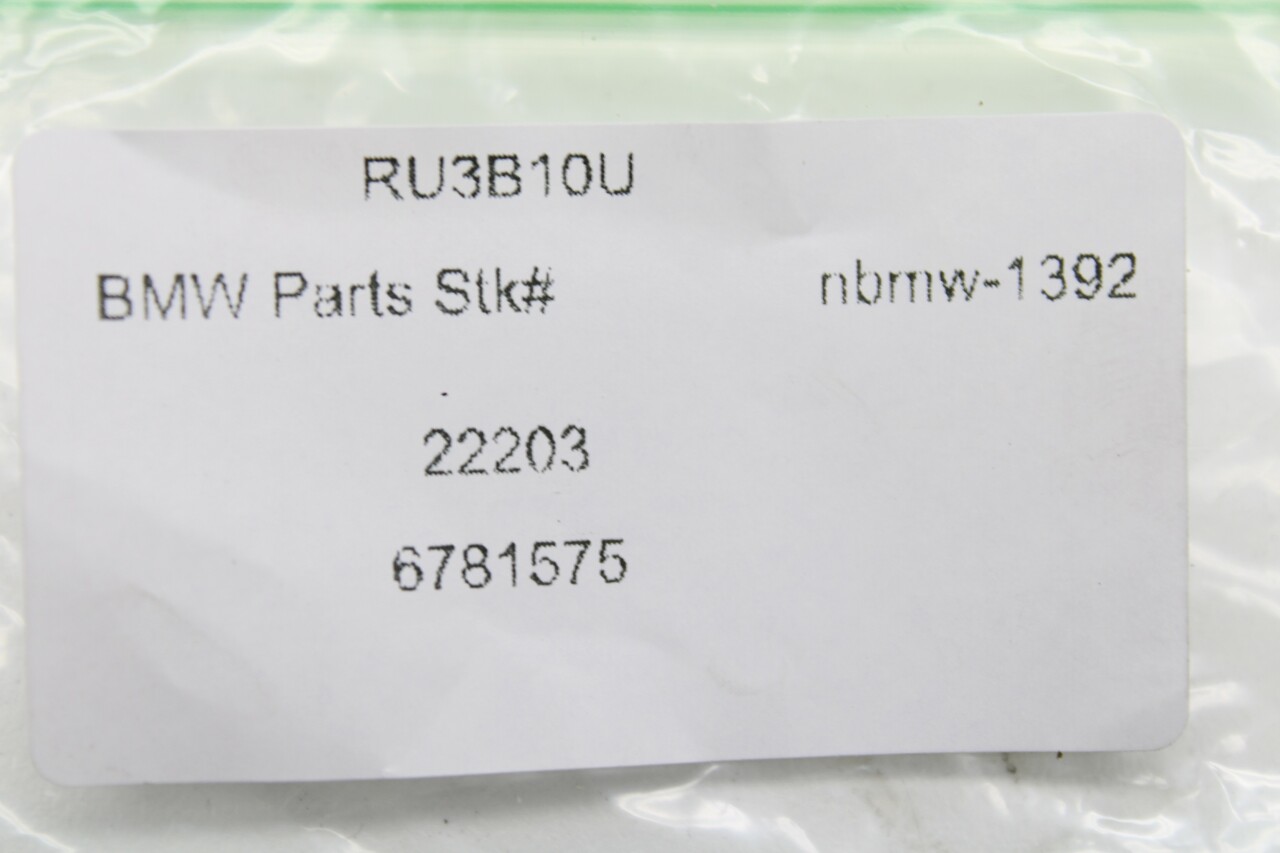 RU3B10U
BMW Parts Stk# nbmw-1392
22203
6781575